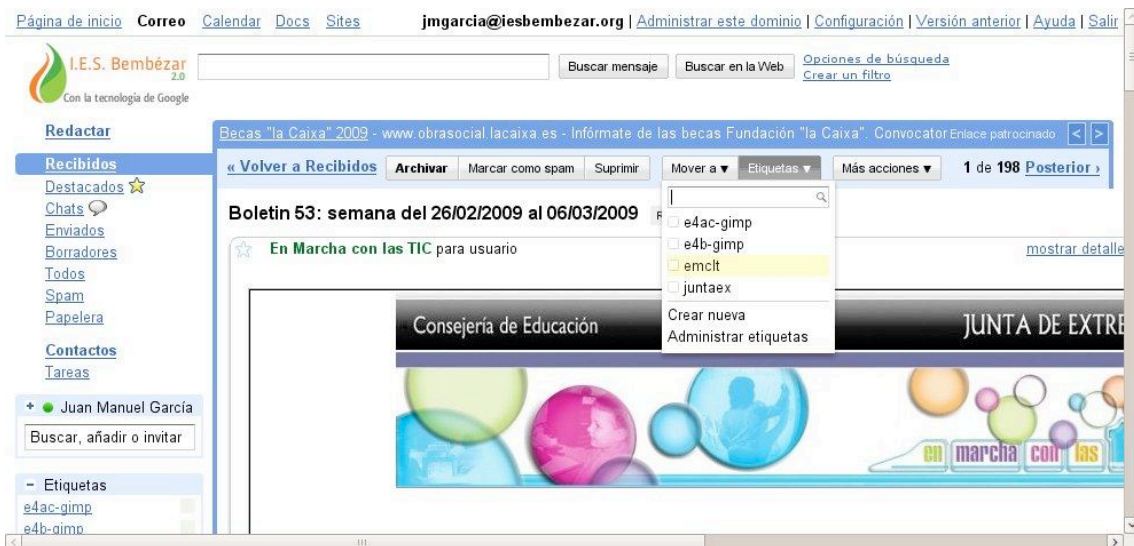 Página de inicio Correo Calendar Docs Sites jmgarcia@iesbembezar.org | Administrar este dominio | Configuración | Versión anterior | Ayuda | Salir
I.E.S. Bembézar
2.0
Con la tecnología de Google
Buscar mensaje Buscar en la Web Opciones de búsqueda
Crear un filtro
Redactar
Recibidos
Destacados
Chats
Enviados
Borradores
Todos
Spam
Papelera
Contactos
Tareas
+ Juan Manuel García
Buscar, añadir o invitar
− Etiquetas
e4ac-gimp
e4b-gimp
Becas "la Caixa" 2009 - www.obrasocial.lacaixa.es - Infórmate de las becas Fundación "la Caixa". Convocator Enlace patrocinado < >
« Volver a Recibidos Archivar Marcar como spam Suprimir Mover a ▼ Etiquetas ▼ Más acciones ▼ 1 de 198 Posterior ›
Boletin 53: semana del 26/02/2009 al 06/03/2009
En Marcha con las TIC para usuario mostrar detalle
e4ac-gimp
e4b-gimp
emclt
juntaex
Crear nueva
Administrar etiquetas
Consejería de Educación JUNTA DE EXTRE
en marcha con las